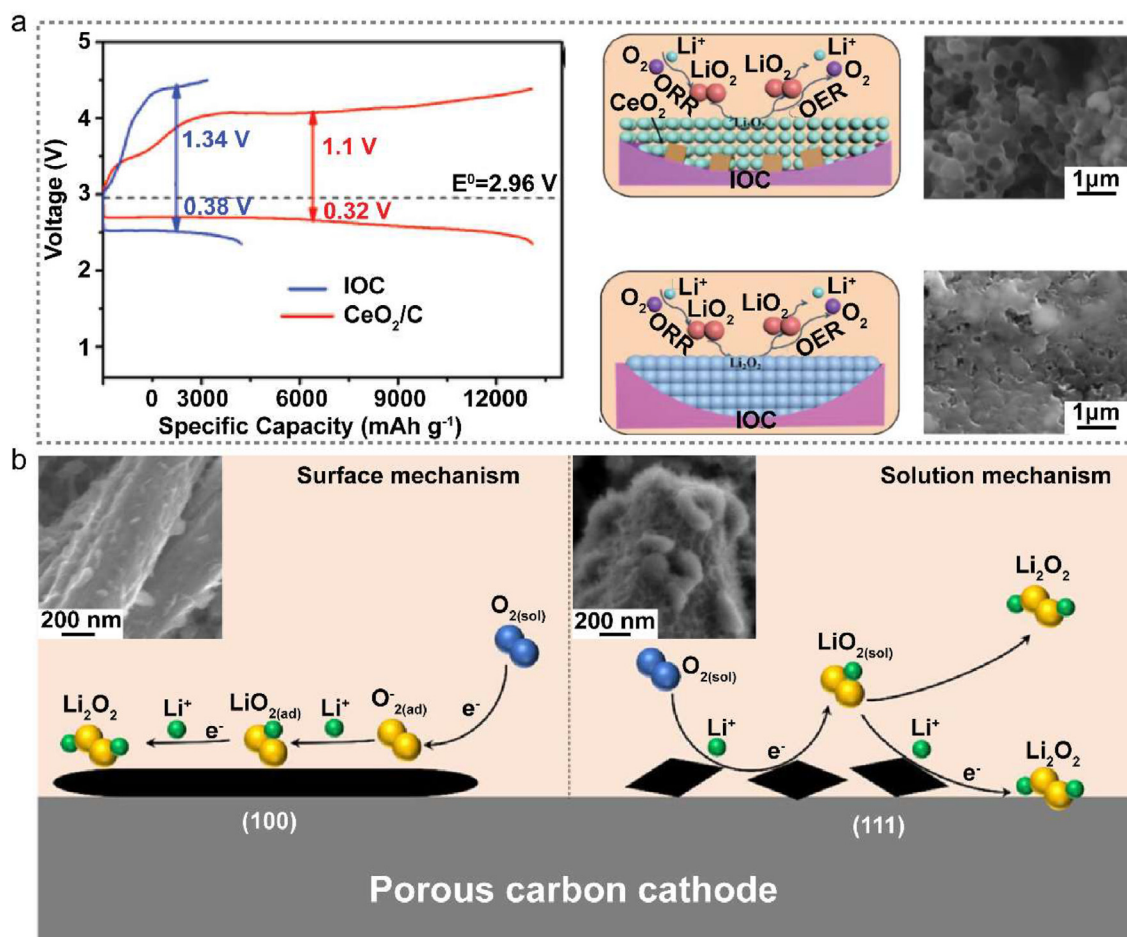 a
5
4
3
2
1
Voltage (V)
1.34 V
1.1 V
E⁰=2.96 V
0.38 V
0.32 V
IOC
CeO₂/C
0 3000 6000 9000 12000
Specific Capacity (mAh g⁻¹)
O₂ Li⁺ LiO₂ LiO₂ Li⁺ O₂
CeO₂ ORR OER
Li₂O₂
IOC
1μm
O₂ Li⁺ LiO₂ LiO₂ Li⁺ O₂
ORR OER
Li₂O₂
IOC
1μm
b
Surface mechanism
200 nm
O₂(sol)
Li₂O₂ Li⁺ LiO₂(ad) Li⁺ O⁻₂(ad) e⁻
e⁻
(100)
Solution mechanism
200 nm
Li₂O₂
O₂(sol) LiO₂(sol)
Li⁺ e⁻ Li⁺ e⁻ Li₂O₂
(111)
Porous carbon cathode